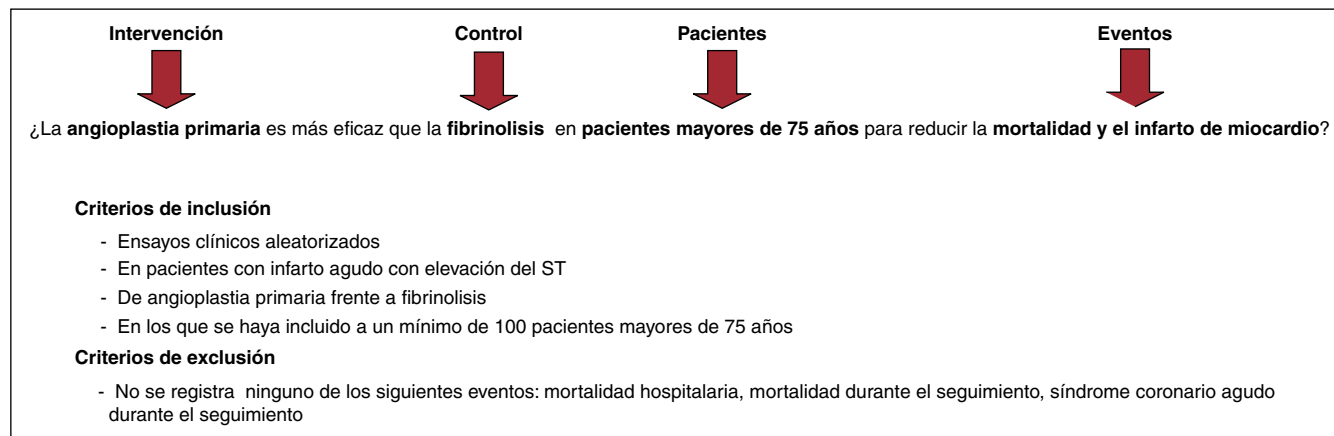 Intervención Control Pacientes Eventos
¿La angioplastia primaria es más eficaz que la fibrinolisis en pacientes mayores de 75 años para reducir la mortalidad y el infarto de miocardio?
Criterios de inclusión
- Ensayos clínicos aleatorizados
- En pacientes con infarto agudo con elevación del ST
- De angioplastia primaria frente a fibrinolisis
- En los que se haya incluido a un mínimo de 100 pacientes mayores de 75 años
Criterios de exclusión
- No se registra ninguno de los siguientes eventos: mortalidad hospitalaria, mortalidad durante el seguimiento, síndrome coronario agudo
durante el seguimiento